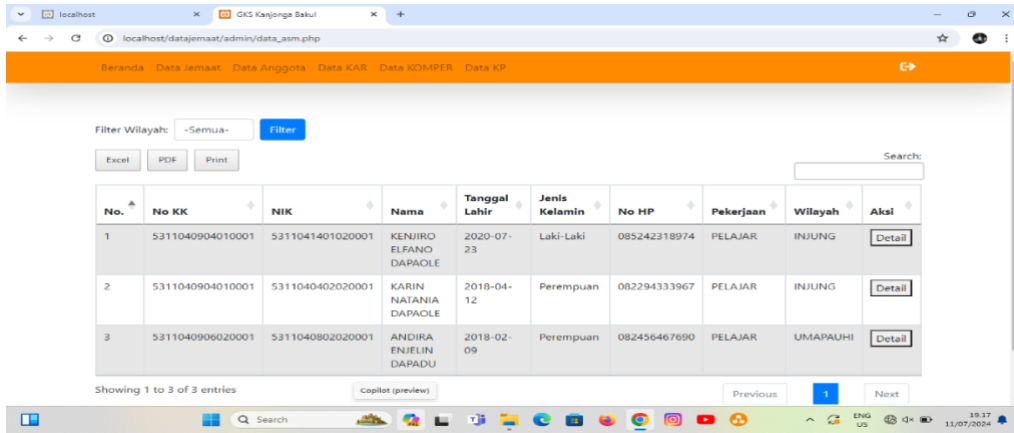 localhost
GKS Kanjonga Bakul
localhost/datajemaat/admin/data_asm.php
Beranda Data Jemaat Data Anggota Data KAR Data KOMPER Data KP
Filter Wilayah: -Semua- Filter
Excel PDF Print
Search:
No. No KK NIK Nama Tanggal Lahir Jenis Kelamin No HP Pekerjaan Wilayah Aksi
1 5311040904010001 5311041401020001 KENJIRO ELFANO DAPAOLE 2020-07-23 Laki-Laki 085242318974 PELAJAR INJUNG Detail
2 5311040904010001 5311040402020001 KARIN NATANIA DAPAOLE 2018-04-12 Perempuan 082294333967 PELAJAR INJUNG Detail
3 5311040906020001 5311040802020001 ANDIRA ENJELIN DAPADU 2018-02-09 Perempuan 082456467690 PELAJAR UMAPAUHI Detail
Showing 1 to 3 of 3 entries
Copilot (preview)
Previous 1 Next
Search
ENG US
19.17
11/07/2024